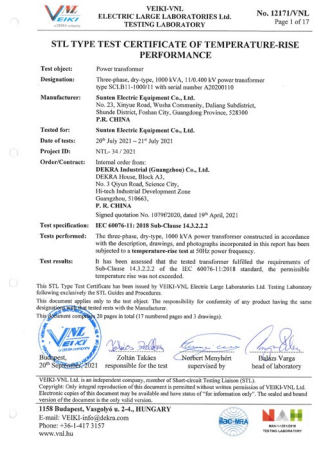 VEIKI
VEIKI-VNL
ELECTRIC LARGE LABORATORIES Ltd.
TESTING LABORATORY
No. 12171/VNL
Page 1 of 17
STL TYPE TEST CERTIFICATE OF TEMPERATURE-RISE
PERFORMANCE
Test object: Power transformer
Designation: Three-phase, dry-type, 1000 kVA, 11/0.400 kV power transformer
type SCLB11-1000/11 with serial number A20200110
Manufacturer: Sunten Electric Equipment Co., Ltd.
No. 23, Xinyue Road, Wusha Community, Daliang Subdistrict,
Shunde District, Foshan City, Guangdong Province, 528300
P.R. CHINA
Tested for: Sunten Electric Equipment Co., Ltd.
Date of tests: 20th July 2021 – 21st July 2021
Project ID: NTL- 34 / 2021
Order/Contract: Internal order from:
DEKRA Industrial (Guangzhou) Co., Ltd.
DEKRA House, Block A3,
No. 3 Qiyun Road, Science City,
Hi-tech Industrial Development Zone
Guangzhou, 510663,
P. R. CHINA
Signed quotation No. 1079F/2020, dated 19th April, 2021
Test specification: IEC 60076-11: 2018 Sub-Clause 14.3.2.2.2
Tests performed: The three-phase, dry-type, 1000 kVA power transformer constructed in accordance
with the description, drawings, and photographs incorporated in this report has been
subjected to a temperature-rise test at 50Hz power frequency.
Test results: It has been assessed that the tested transformer fulfilled the requirements of
Sub-Clause 14.3.2.2.2 of the IEC 60076-11:2018 standard, the permissible
temperature rise was not exceeded.
This STL Type Test Certificate has been issued by VEIKI-VNL Electric Large Laboratories Ltd. Testing Laboratory
following exclusively the STL Guides and Procedures.
This document applies only to the test object. The responsibility for conformity of any product having the same
designations with that tested rests with the Manufacturer.
This document comprises 20 pages in total (17 numbered pages and 3 drawings).
Budapest, Zoltán Takács Norbert Menyhért Balázs Varga
20th September, 2021 responsible for the test supervised by head of laboratory
VEIKI-VNL Ltd. is an independent company, member of Short-circuit Testing Liaison (STL).
Copyright: Only integral reproduction of this document is permitted without written permission of VEIKI-VNL Ltd.
Electronic copies of this document may be available and have status of "for information only". The sealed and bound
version of the document is the only valid version.
1158 Budapest, Vasgolyó u. 2-4., HUNGARY
E-mail: VEIKI-info@dekra.com
Phone: +36-1-417 3157
www.vnl.hu
ilac-MRA
NAH
TESTING LABORATORY